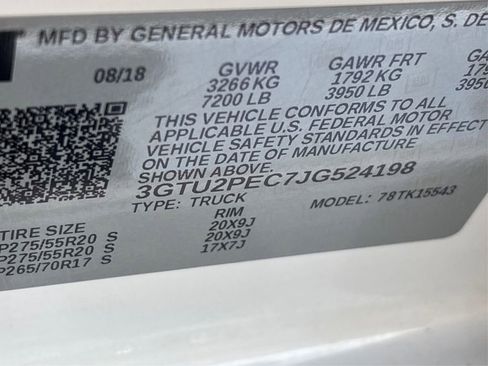 MFD BY GENERAL MOTORS DE MEXICO, S. DE
08/18 GVWR GAWR FRT GA
3266 KG 1792 KG 179
7200 LB 3950 LB 3950
THIS VEHICLE CONFORMS TO ALL
APPLICABLE U.S. FEDERAL MOTOR
VEHICLE SAFETY STANDARDS IN EFFECT
ON THE DATE OF MANUFACTURE
SHOWN ABOVE.
3GTU2PEC7JG524198
TYPE: TRUCK MODEL: 78TK15543
TIRE SIZE RIM
P275/55R20 S 20X9J
P275/55R20 S 20X9J
P265/70R17 S 17X7J